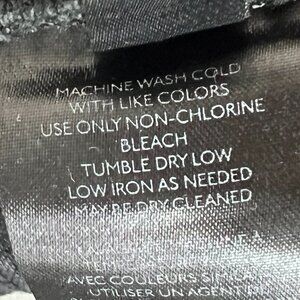 MACHINE WASH COLD
WITH LIKE COLORS
USE ONLY NON-CHLORINE
BLEACH
TUMBLE DRY LOW
LOW IRON AS NEEDED
MAY BE DRY CLEANED
AVEC COULEURS
UTILISER UN AGENT